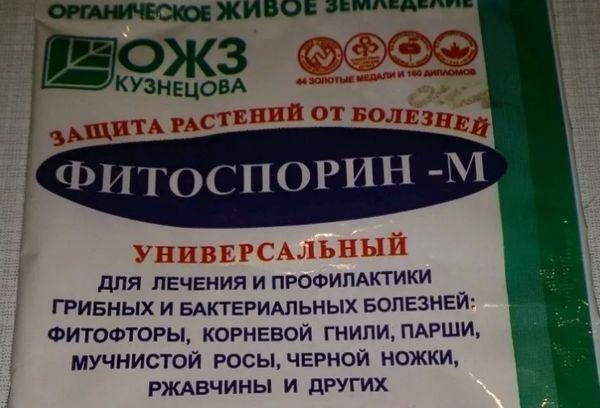 ОРГАНИЧЕСКОЕ ЖИВОЕ ЗЕМЛЕДЕЛИЕ
ОЖЗ
КУЗНЕЦОВА
44 ЗОЛОТЫЕ МЕДАЛИ И 160 ДИПЛОМОВ
ЗАЩИТА РАСТЕНИЙ ОТ БОЛЕЗНЕЙ
ФИТОСПОРИН -М
УНИВЕРСАЛЬНЫЙ
ДЛЯ ЛЕЧЕНИЯ И ПРОФИЛАКТИКИ
ГРИБНЫХ И БАКТЕРИАЛЬНЫХ БОЛЕЗНЕЙ:
ФИТОФТОРЫ, КОРНЕВОЙ ГНИЛИ, ПАРШИ,
МУЧНИСТОЙ РОСЫ, ЧЕРНОЙ НОЖКИ,
РЖАВЧИНЫ И ДРУГИХ